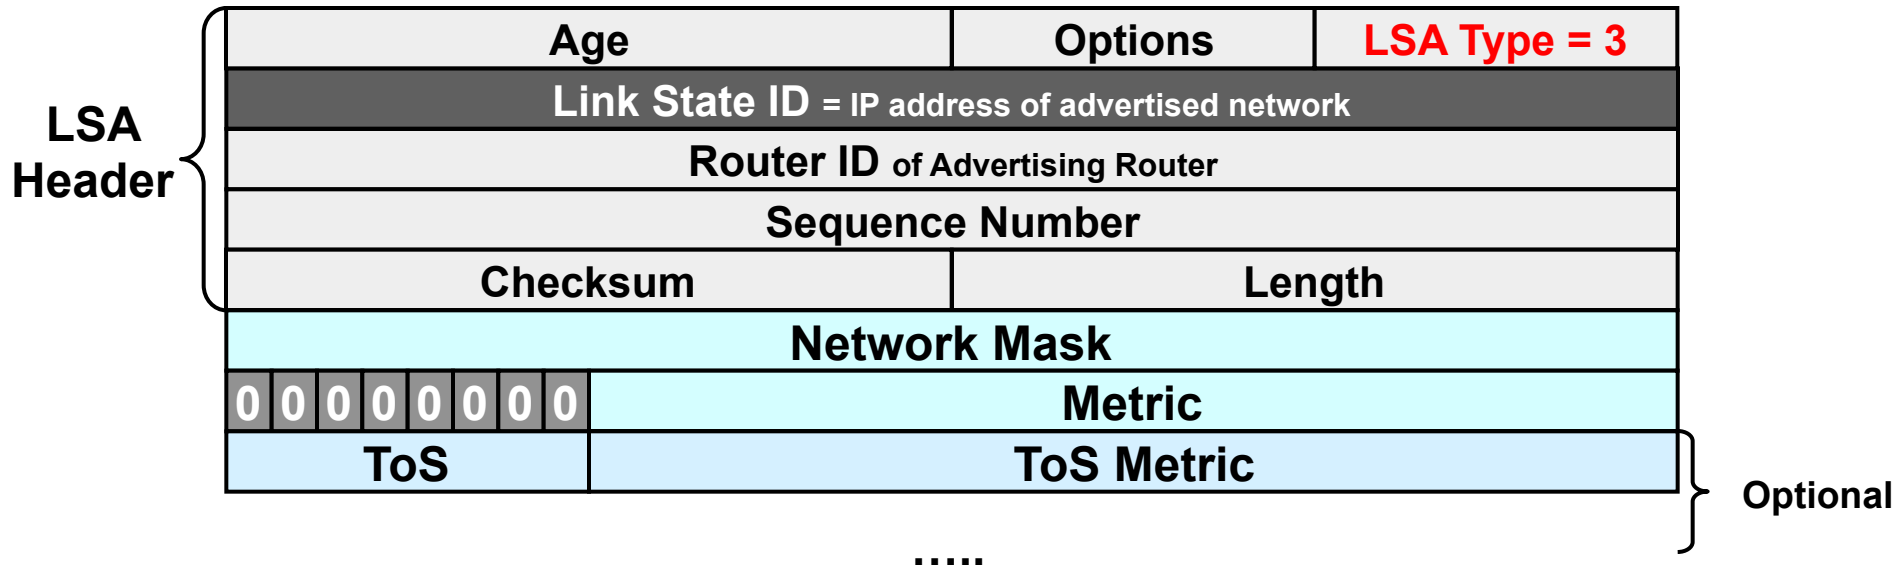 Age Options LSA Type = 3
Link State ID = IP address of advertised network
LSA
Header
Router ID of Advertising Router
Sequence Number
Checksum Length
Network Mask
0 0 0 0 0 0 0 0 Metric
ToS ToS Metric
Optional
.....